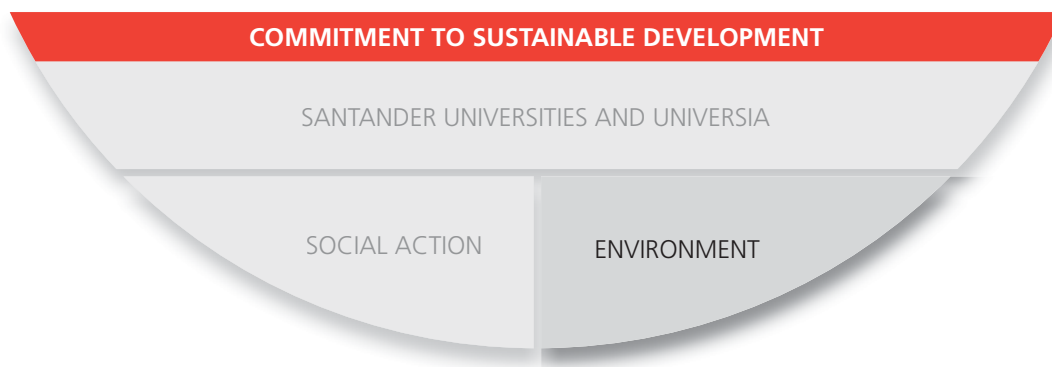 COMMITMENT TO SUSTAINABLE DEVELOPMENT
SANTANDER UNIVERSITIES AND UNIVERSIA
SOCIAL ACTION
ENVIRONMENT